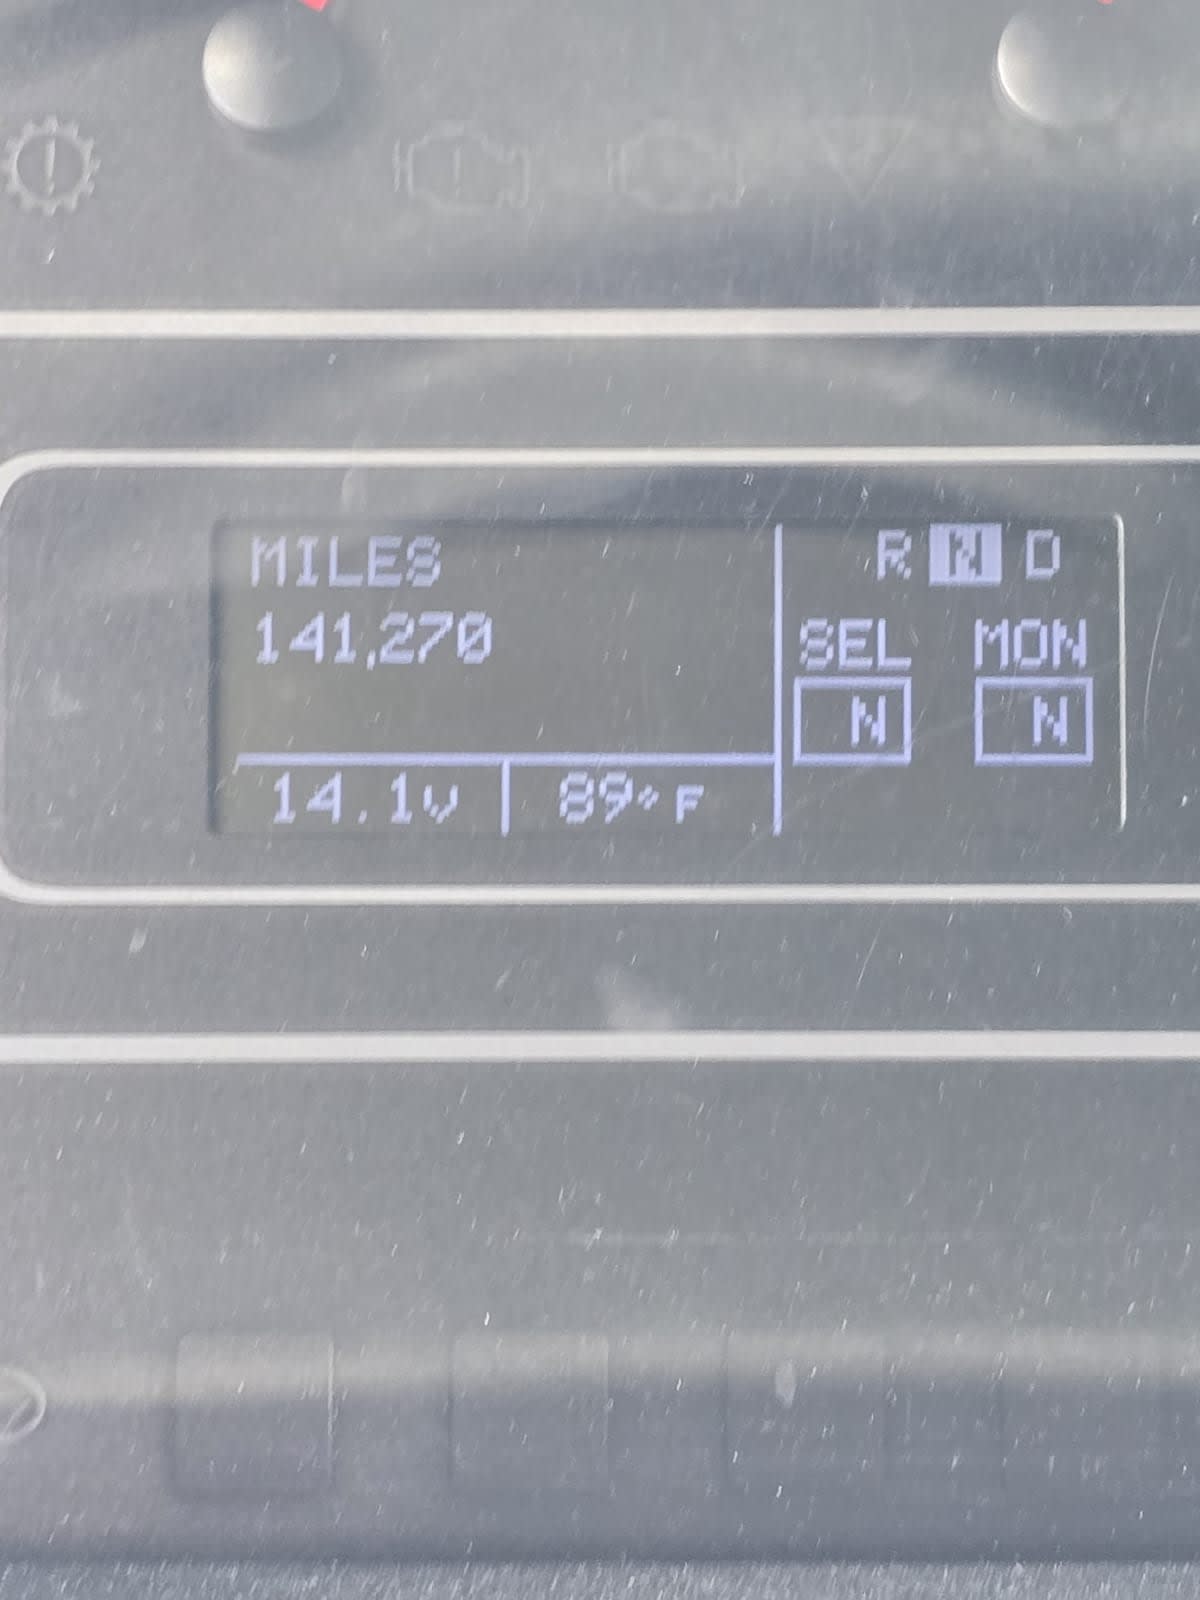 MILES
141,270
14.1V
89°F
R N D
SEL MON
N N